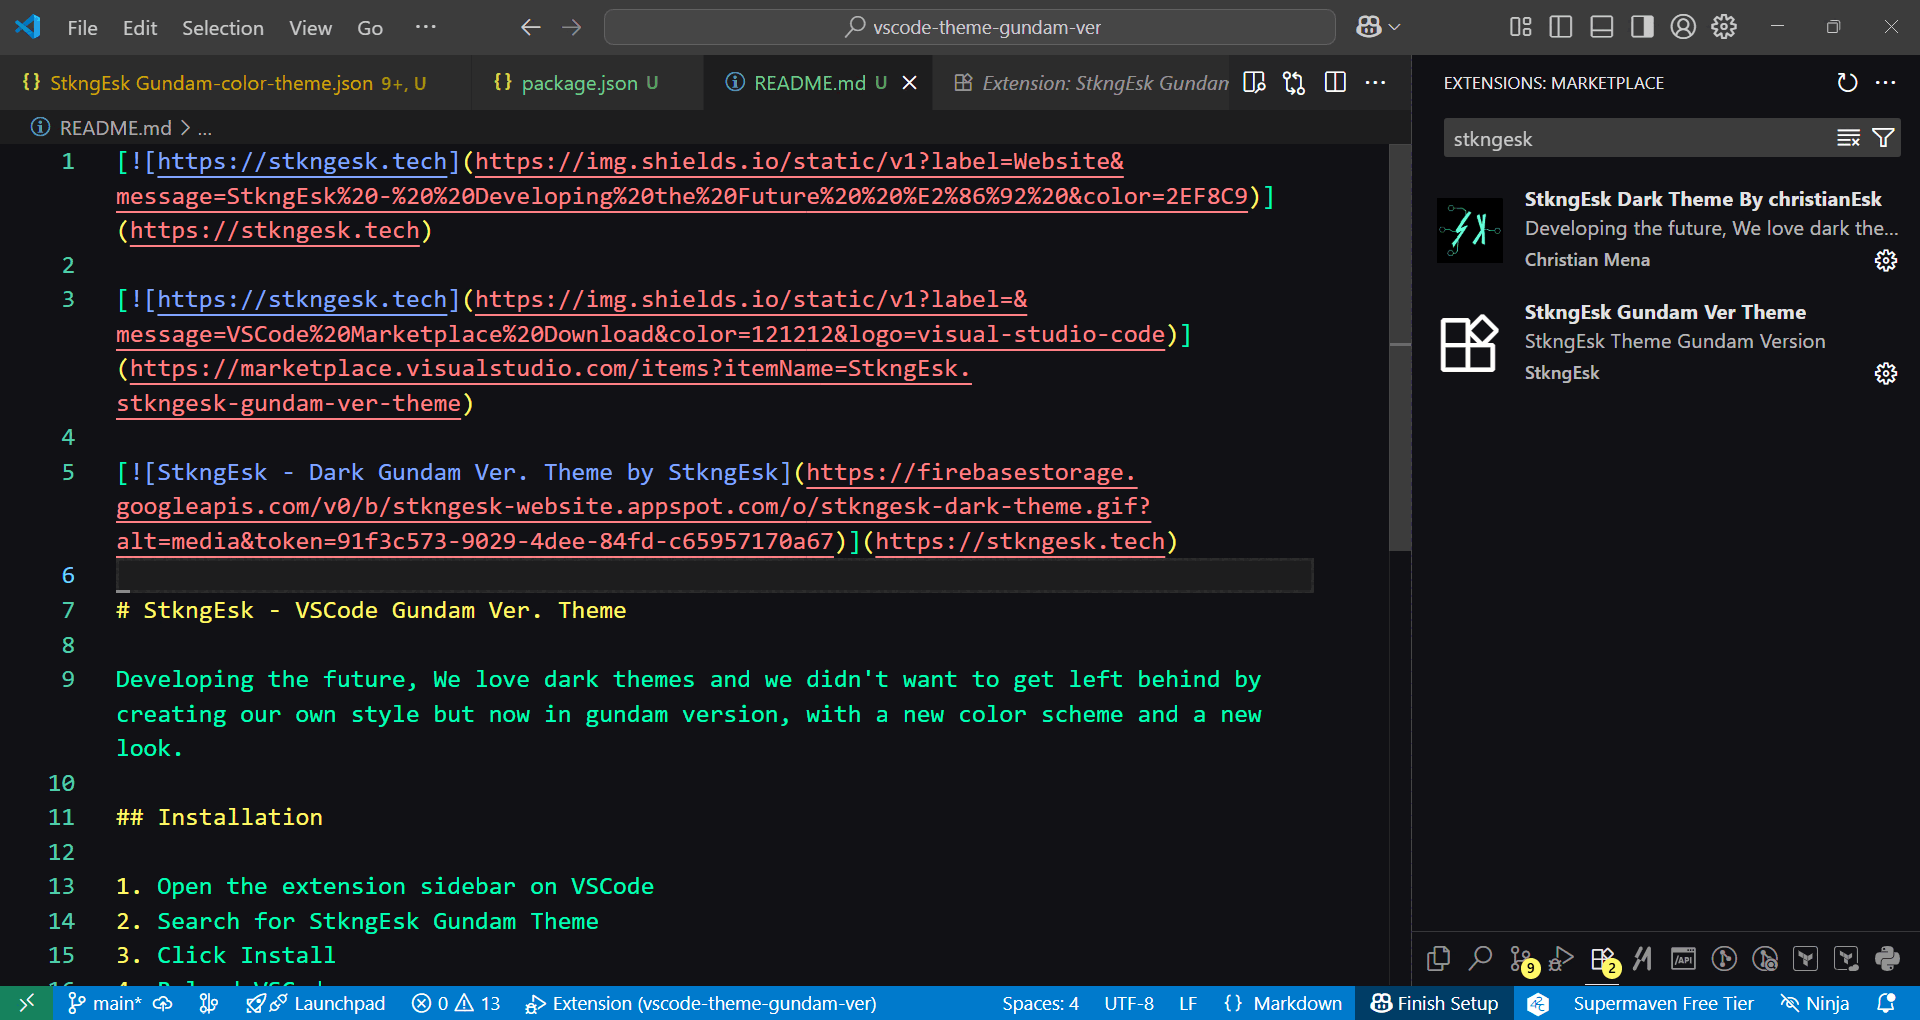 File Edit Selection View Go ···
vscode-theme-gundam-ver
{} StkngEsk Gundam-color-theme.json 9+, U
{} package.json U
README.md U
Extension: StkngEsk Gundam
README.md > ...
1 [![https://stkngesk.tech](https://img.shields.io/static/v1?label=Website&
message=StkngEsk%20-%20%20Developing%20the%20Future%20%20%E2%86%92%20&color=2EF8C9)]
(https://stkngesk.tech)
2
3 [![https://stkngesk.tech](https://img.shields.io/static/v1?label=&
message=VSCode%20Marketplace%20Download&color=121212&logo=visual-studio-code)]
(https://marketplace.visualstudio.com/items?itemName=StkngEsk.
stkngesk-gundam-ver-theme)
4
5 [![StkngEsk - Dark Gundam Ver. Theme by StkngEsk](https://firebasestorage.
googleapis.com/v0/b/stkngesk-website.appspot.com/o/stkngesk-dark-theme.gif?
alt=media&token=91f3c573-9029-4dee-84fd-c65957170a67)](https://stkngesk.tech)
6
7 # StkngEsk - VSCode Gundam Ver. Theme
8
9 Developing the future, We love dark themes and we didn't want to get left behind by
creating our own style but now in gundam version, with a new color scheme and a new
look.
10
11 ## Installation
12
13 1. Open the extension sidebar on VSCode
14 2. Search for StkngEsk Gundam Theme
15 3. Click Install
EXTENSIONS: MARKETPLACE
stkngesk
StkngEsk Dark Theme By christianEsk
Developing the future, We love dark the...
Christian Mena
StkngEsk Gundam Ver Theme
StkngEsk Theme Gundam Version
StkngEsk
9
2
/API
main*
Launchpad
0 13
Extension (vscode-theme-gundam-ver)
Spaces: 4
UTF-8
LF
{} Markdown
Finish Setup
Supermaven Free Tier
Ninja